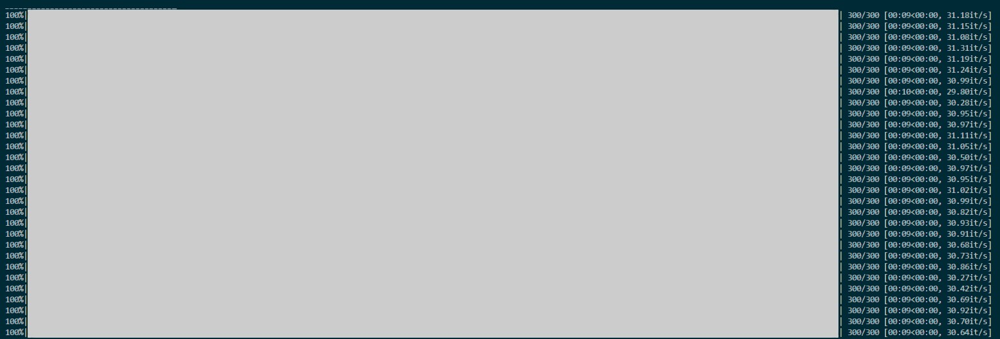 100%| | 300/300 [00:09<00:00, 31.18it/s]
100%| | 300/300 [00:09<00:00, 31.15it/s]
100%| | 300/300 [00:09<00:00, 31.08it/s]
100%| | 300/300 [00:09<00:00, 31.31it/s]
100%| | 300/300 [00:09<00:00, 31.19it/s]
100%| | 300/300 [00:09<00:00, 31.24it/s]
100%| | 300/300 [00:09<00:00, 30.99it/s]
100%| | 300/300 [00:10<00:00, 29.80it/s]
100%| | 300/300 [00:09<00:00, 30.28it/s]
100%| | 300/300 [00:09<00:00, 30.95it/s]
100%| | 300/300 [00:09<00:00, 30.97it/s]
100%| | 300/300 [00:09<00:00, 31.11it/s]
100%| | 300/300 [00:09<00:00, 31.05it/s]
100%| | 300/300 [00:09<00:00, 30.50it/s]
100%| | 300/300 [00:09<00:00, 30.97it/s]
100%| | 300/300 [00:09<00:00, 30.95it/s]
100%| | 300/300 [00:09<00:00, 31.02it/s]
100%| | 300/300 [00:09<00:00, 30.99it/s]
100%| | 300/300 [00:09<00:00, 30.82it/s]
100%| | 300/300 [00:09<00:00, 30.93it/s]
100%| | 300/300 [00:09<00:00, 30.91it/s]
100%| | 300/300 [00:09<00:00, 30.68it/s]
100%| | 300/300 [00:09<00:00, 30.73it/s]
100%| | 300/300 [00:09<00:00, 30.86it/s]
100%| | 300/300 [00:09<00:00, 30.27it/s]
100%| | 300/300 [00:09<00:00, 30.42it/s]
100%| | 300/300 [00:09<00:00, 30.69it/s]
100%| | 300/300 [00:09<00:00, 30.92it/s]
100%| | 300/300 [00:09<00:00, 30.70it/s]
100%| | 300/300 [00:09<00:00, 30.64it/s]